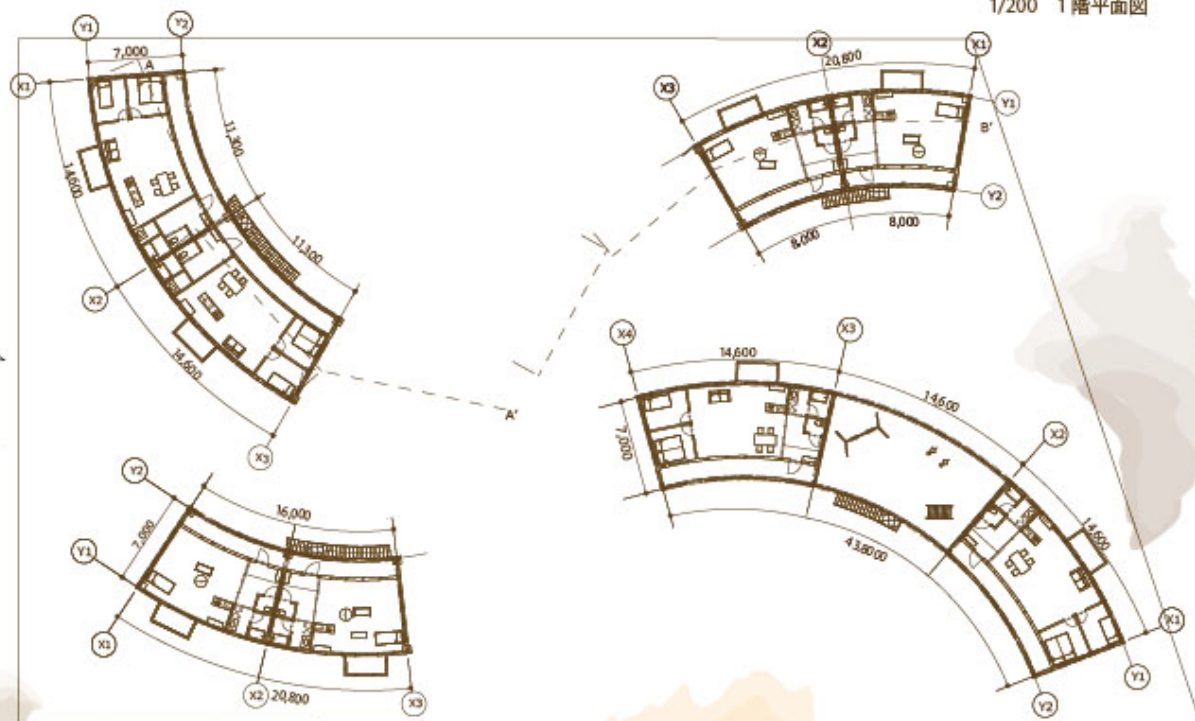 1/200 1階平面図
Y1
Y2
7,000
A
X1
11,300
14,600
11,300
X2
14,600
X3
A'
X3
X2
20,800
X1
Y1
B'
Y2
8,000
8,000
Y2
7,000
Y1
X1
16,000
X2
20,800
X3
X4
14,600
X3
14,600
X2
7,000
43,8000
14,600
X1
Y1
Y2